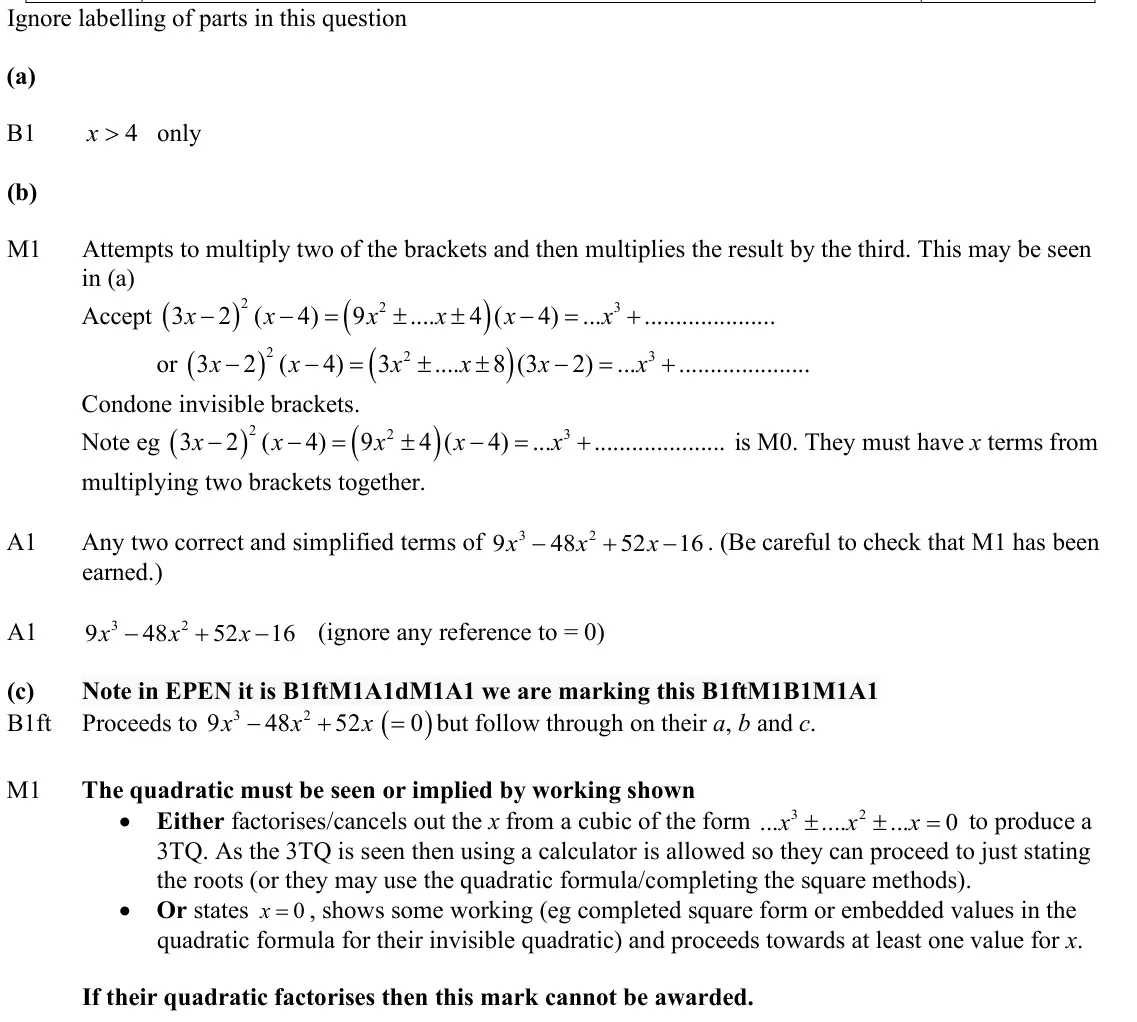 Ignore labelling of parts in this question
(a)
B1 x > 4 only
(b)
M1 Attempts to multiply two of the brackets and then multiplies the result by the third. This may be seen
in (a)
Accept (3x − 2)² (x − 4) = (9x² ± ....x ± 4)(x − 4) = ...x³ + .....................
or (3x − 2)² (x − 4) = (3x² ± ....x ± 8)(3x − 2) = ...x³ + .....................
Condone invisible brackets.
Note eg (3x − 2)² (x − 4) = (9x² ± 4)(x − 4) = ...x³ + ..................... is M0. They must have x terms from
multiplying two brackets together.
A1 Any two correct and simplified terms of 9x³ − 48x² + 52x − 16. (Be careful to check that M1 has been
earned.)
A1 9x³ − 48x² + 52x − 16 (ignore any reference to = 0)
(c) Note in EPEN it is B1ftM1A1dM1A1 we are marking this B1ftM1B1M1A1
B1ft Proceeds to 9x³ − 48x² + 52x (= 0) but follow through on their a, b and c.
M1 The quadratic must be seen or implied by working shown
• Either factorises/cancels out the x from a cubic of the form ...x³ ± ....x² ± ...x = 0 to produce a
3TQ. As the 3TQ is seen then using a calculator is allowed so they can proceed to just stating
the roots (or they may use the quadratic formula/completing the square methods).
• Or states x = 0, shows some working (eg completed square form or embedded values in the
quadratic formula for their invisible quadratic) and proceeds towards at least one value for x.
If their quadratic factorises then this mark cannot be awarded.